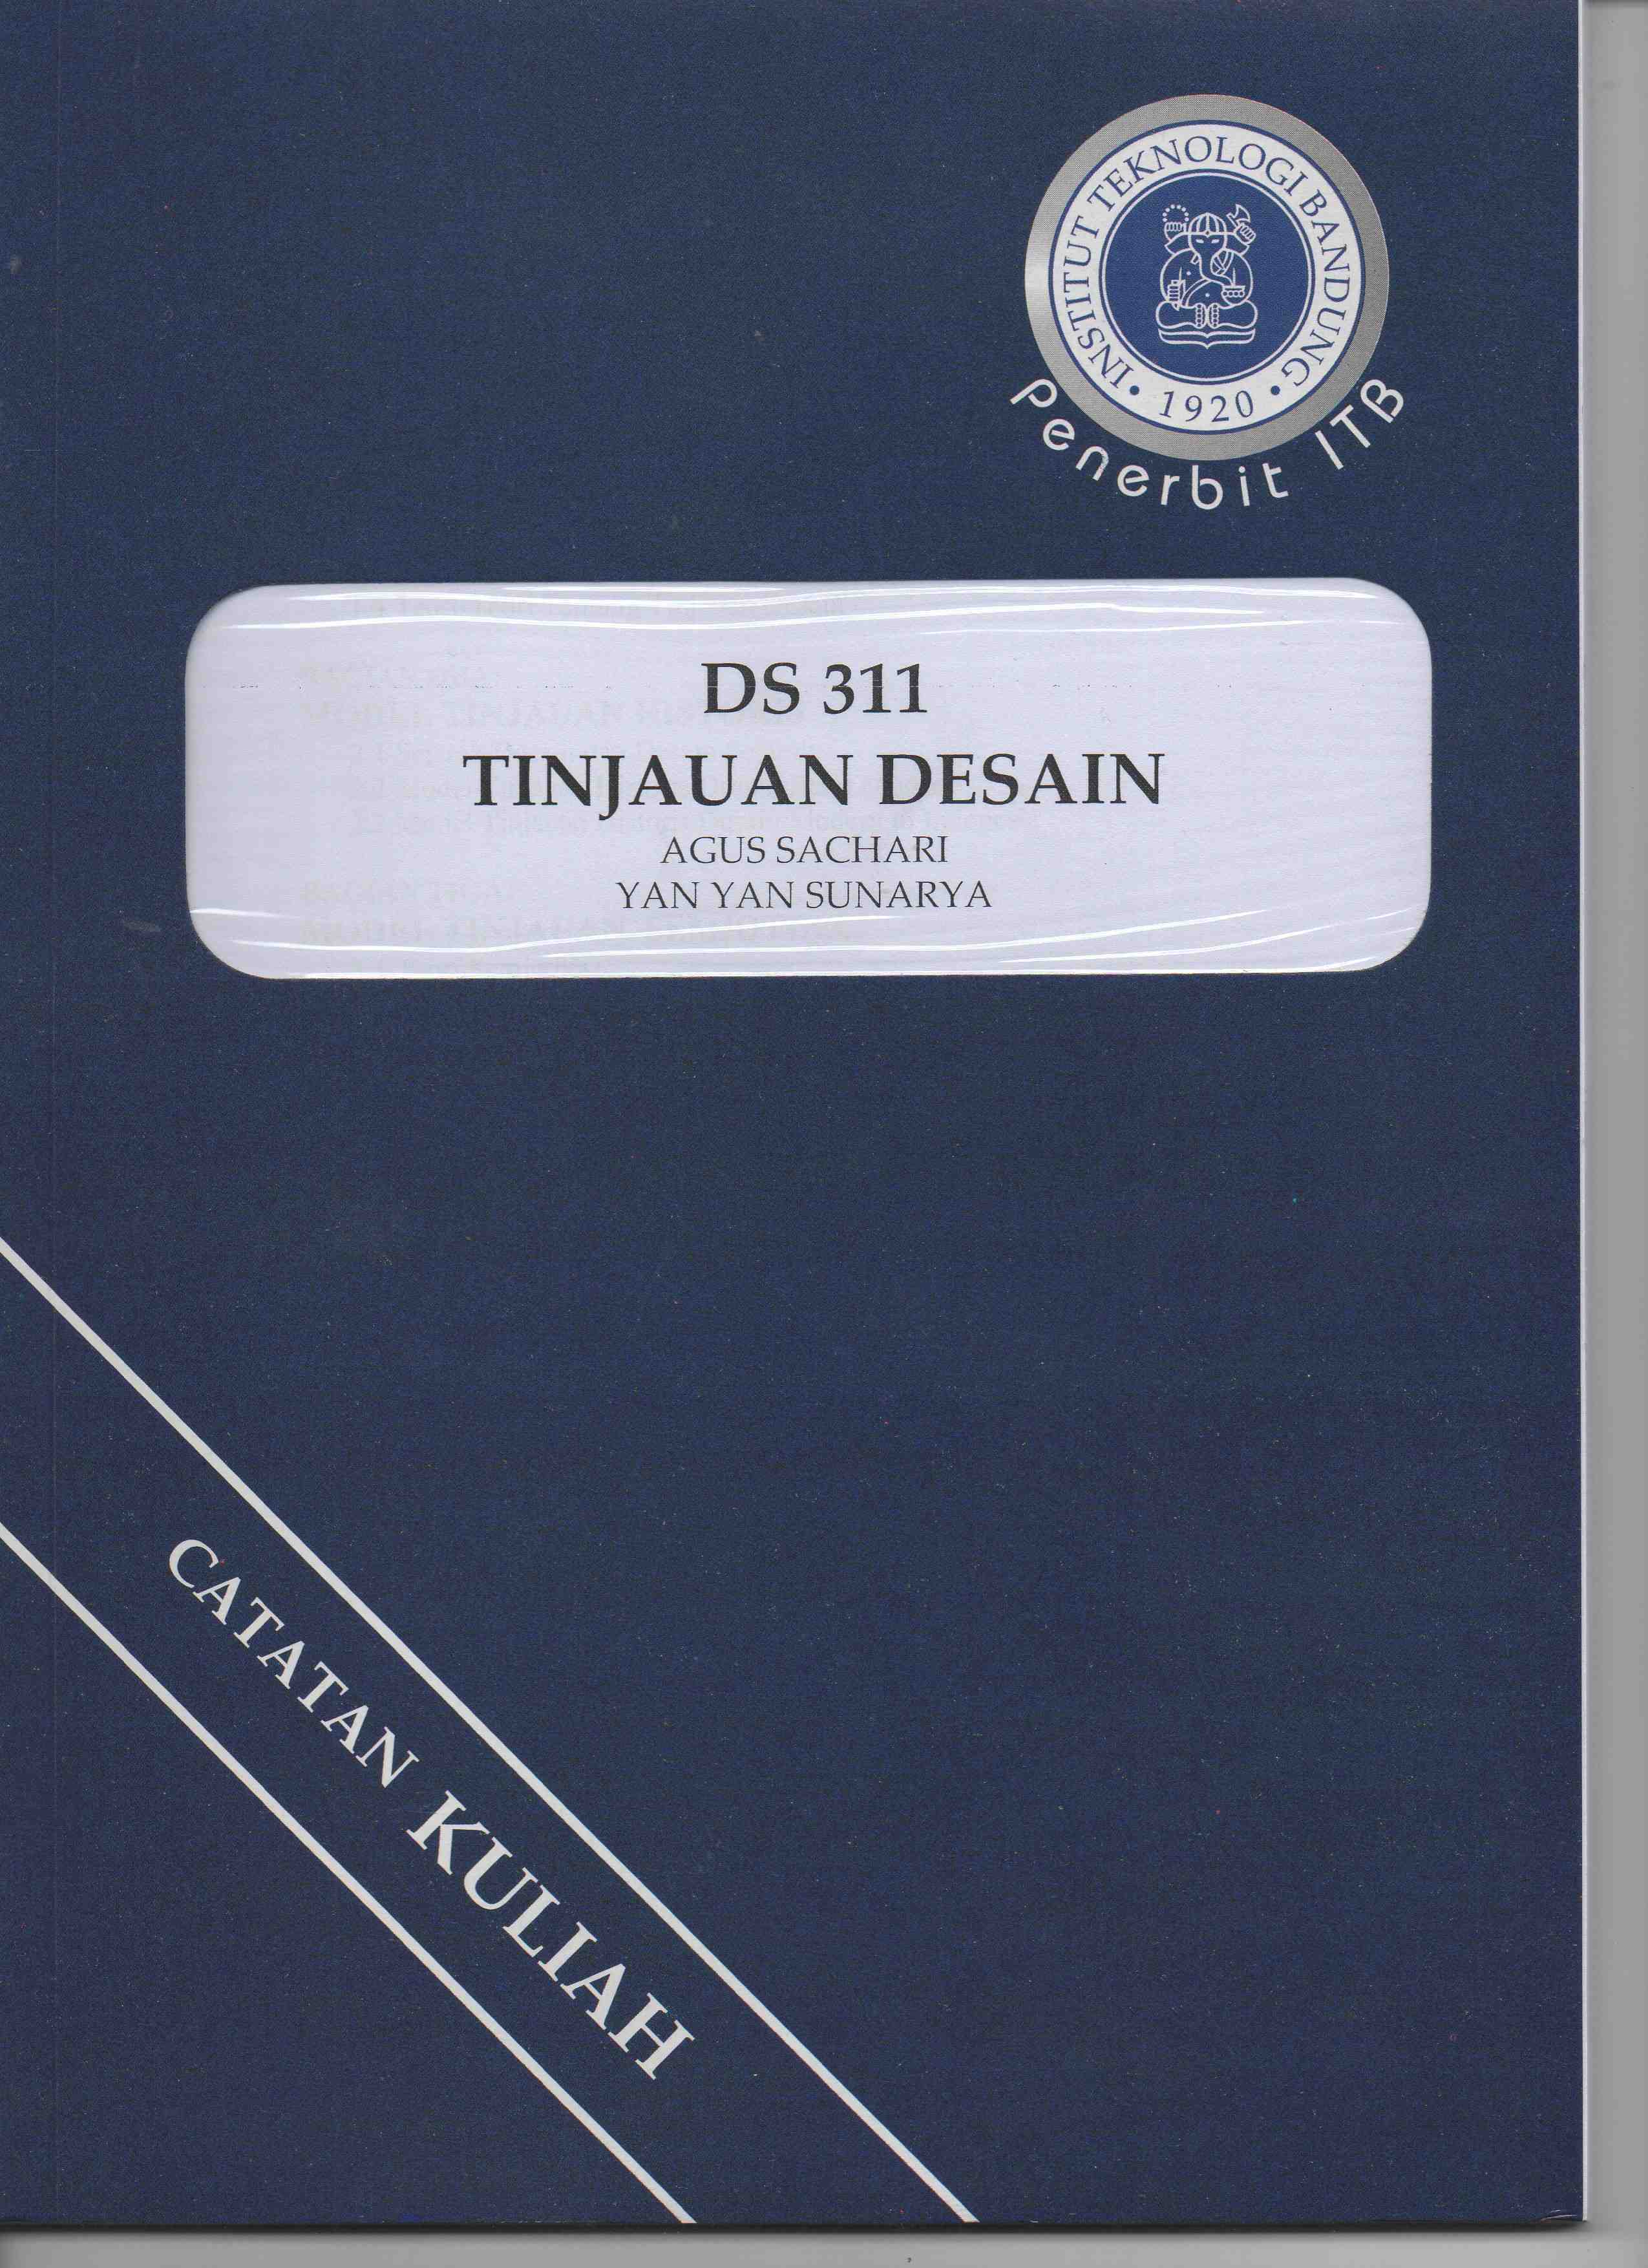 INSTITUT TEKNOLOGI BANDUNG
• 1920 •
Penerbit ITB
DS 311
TINJAUAN DESAIN
AGUS SACHARI
YAN YAN SUNARYA
CATATAN KULIAH